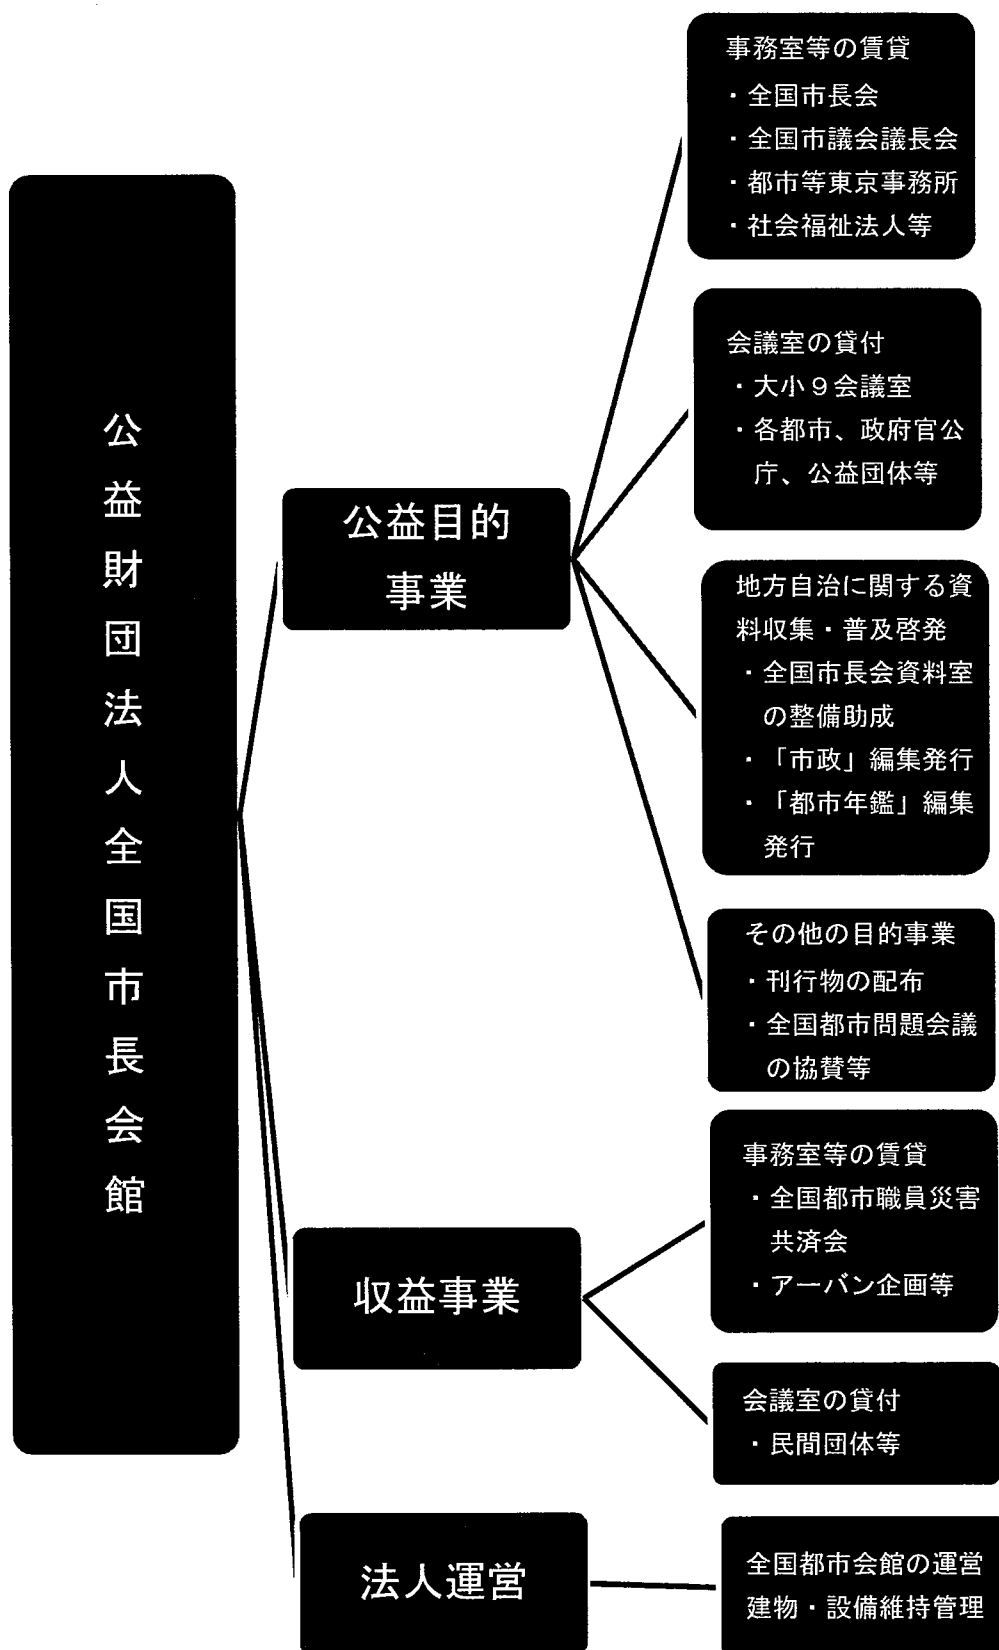 公益財団法人全国市長会館
公益目的
事業
事務室等の賃貸
・全国市長会
・全国市議会議長会
・都市等東京事務所
・社会福祉法人等
会議室の貸付
・大小９会議室
・各都市、政府官公
庁、公益団体等
地方自治に関する資
料収集・普及啓発
・全国市長会資料室
の整備助成
・「市政」編集発行
・「都市年鑑」編集
発行
その他の目的事業
・刊行物の配布
・全国都市問題会議
の協賛等
収益事業
事務室等の賃貸
・全国都市職員災害
共済会
・アーバン企画等
会議室の貸付
・民間団体等
法人運営
全国都市会館の運営
建物・設備維持管理